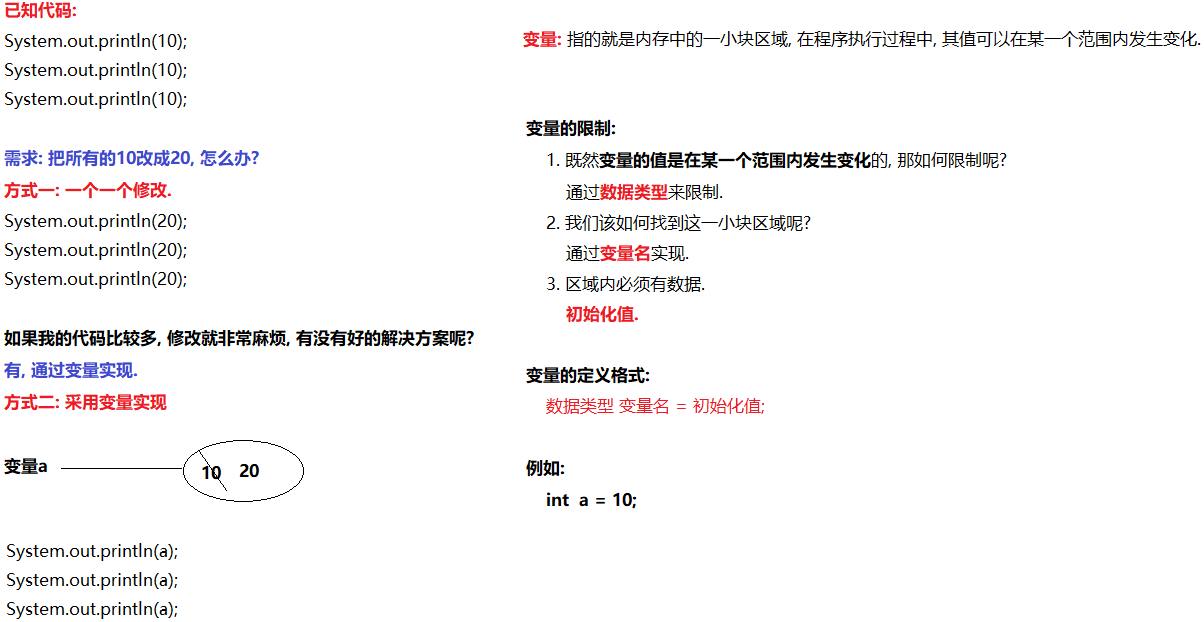 已知代码:
System.out.println(10);
System.out.println(10);
System.out.println(10);
需求: 把所有的10改成20, 怎么办?
方式一: 一个一个修改.
System.out.println(20);
System.out.println(20);
System.out.println(20);
如果我的代码比较多, 修改就非常麻烦, 有没有好的解决方案呢?
有, 通过变量实现.
方式二: 采用变量实现
变量a
10 20
System.out.println(a);
System.out.println(a);
System.out.println(a);
变量: 指的就是内存中的一小块区域, 在程序执行过程中, 其值可以在某一个范围内发生变化.
变量的限制:
1. 既然变量的值是在某一个范围内发生变化的, 那如何限制呢?
通过数据类型来限制.
2. 我们该如何找到这一小块区域呢?
通过变量名实现.
3. 区域内必须有数据.
初始化值.
变量的定义格式:
数据类型 变量名 = 初始化值;
例如:
int a = 10;